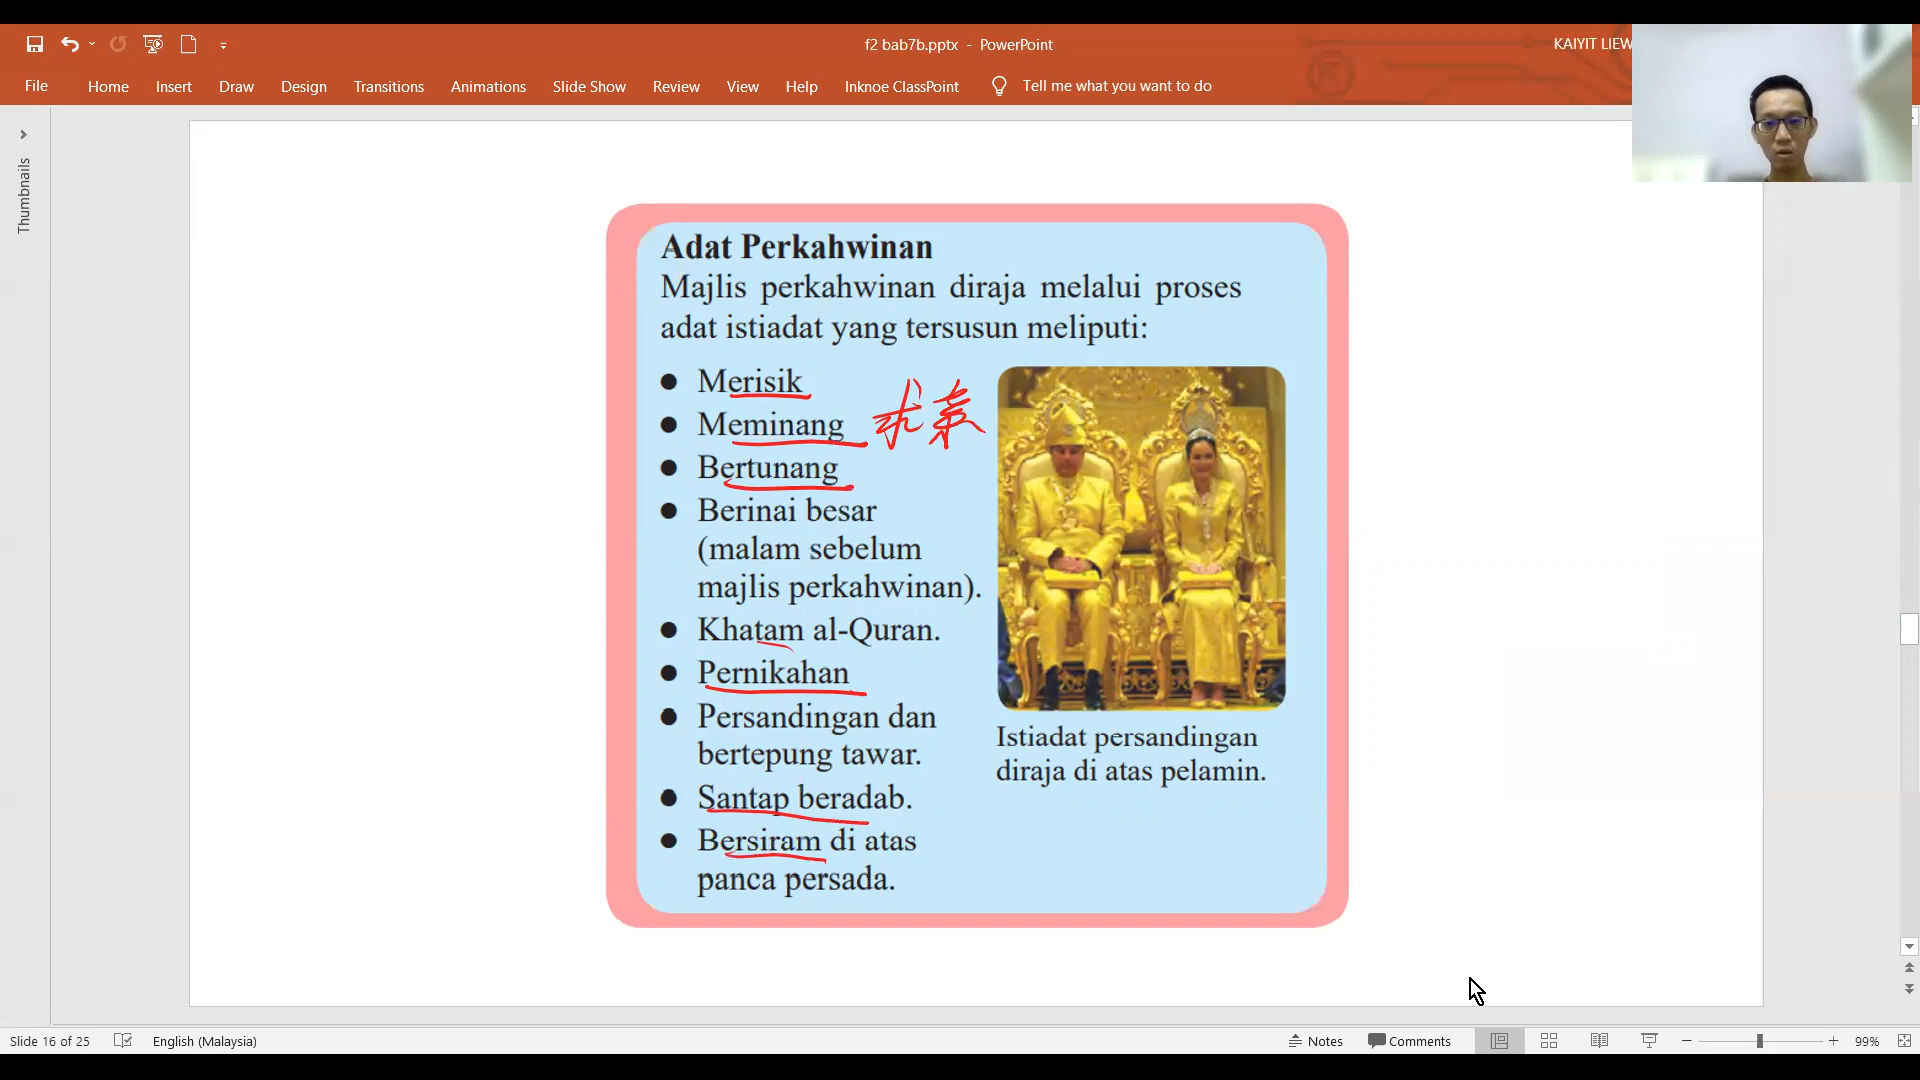 f2 bab7b.pptx - PowerPoint
KAIYIT LIEW
File Home Insert Draw Design Transitions Animations Slide Show Review View Help Inknoe ClassPoint Tell me what you want to do
Thumbnails
Adat Perkahwinan
Majlis perkahwinan diraja melalui proses
adat istiadat yang tersusun meliputi:
● Merisik
● Meminang
求亲
● Bertunang
● Berinai besar
(malam sebelum
majlis perkahwinan).
● Khatam al-Quran.
● Pernikahan
● Persandingan dan
bertepung tawar.
● Santap beradab.
● Bersiram di atas
panca persada.
Istiadat persandingan
diraja di atas pelamin.
Slide 16 of 25 English (Malaysia) Notes Comments 99%